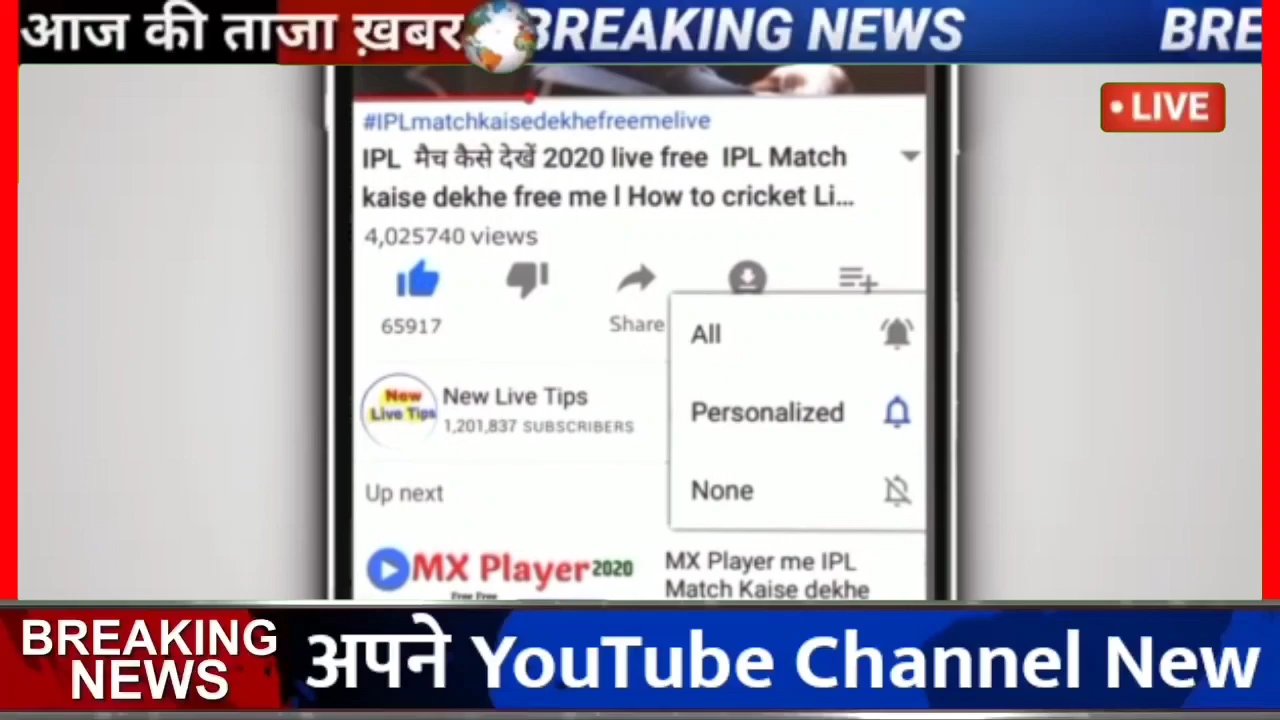 आज की ताजा ख़बर BREAKING NEWS BRE
LIVE
#IPLmatchkaisedekhefreemelive
IPL मैच कैसे देखें 2020 live free IPL Match
kaise dekhe free me l How to cricket Li...
4,025740 views
65917
Share
All
Personalized
None
New
Live Tips
New Live Tips
1,201,837 SUBSCRIBERS
Up next
MX Player 2020
Free Free
MX Player me IPL
Match Kaise dekhe
BREAKING
NEWS
अपने YouTube Channel New